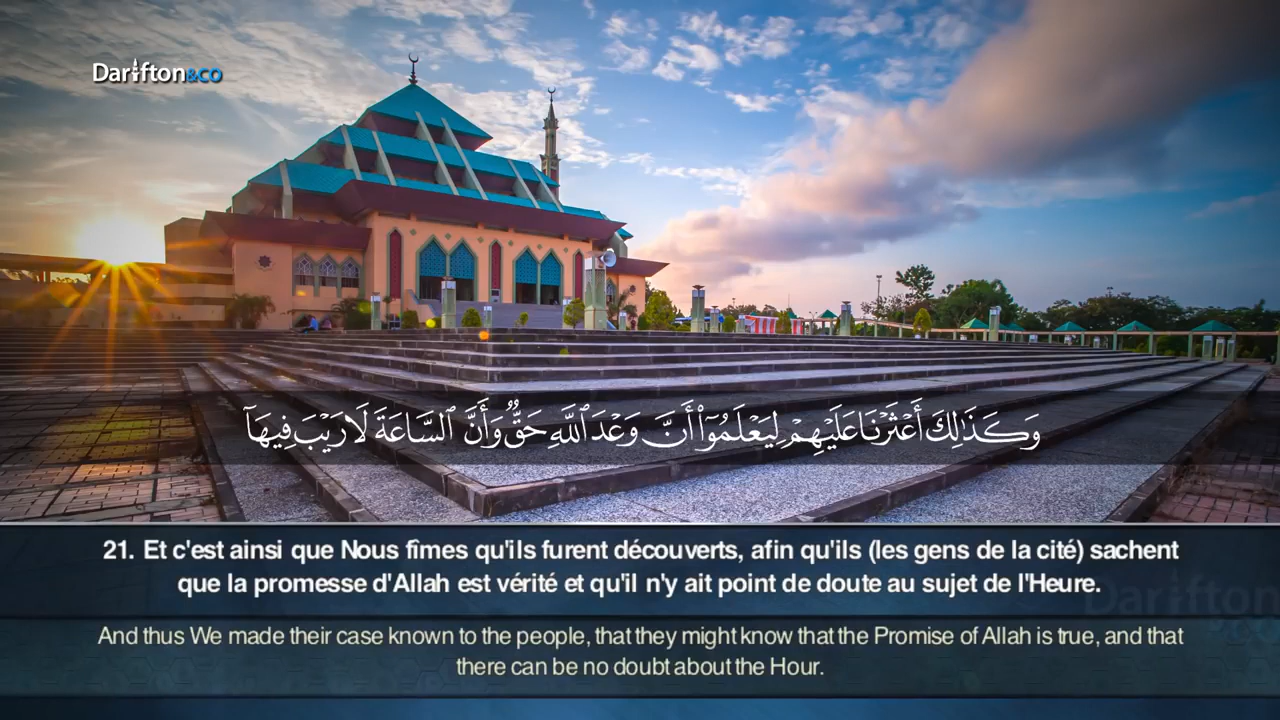 Darifton&co
وَكَذَٰلِكَ أَعْثَرْنَا عَلَيْهِمْ لِيَعْلَمُوٓا۟ أَنَّ وَعْدَ ٱللَّهِ حَقٌّ وَأَنَّ ٱلسَّاعَةَ لَا رَيْبَ فِيهَآ
21. Et c'est ainsi que Nous fîmes qu'ils furent découverts, afin qu'ils (les gens de la cité) sachent
que la promesse d'Allah est vérité et qu'il n'y ait point de doute au sujet de l'Heure.
Darifton
And thus We made their case known to the people, that they might know that the Promise of Allah is true, and that
there can be no doubt about the Hour.